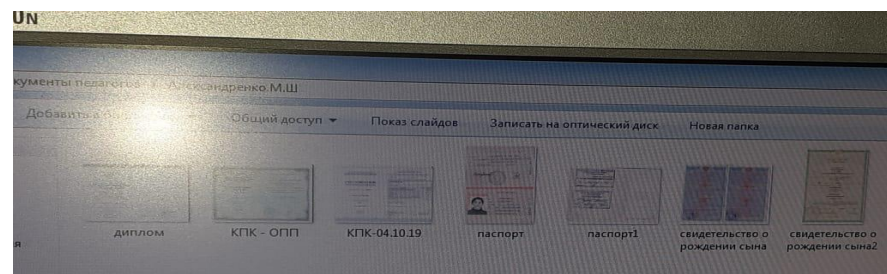 UN
кументы педагогов Александренко М.Ш
Добавить в Общий доступ Показ слайдов Записать на оптический диск Новая папка
диплом
КПК - ОПП
КПК-04.10.19
паспорт
паспорт1
свидетельство о
рождении сына
свидетельство о
рождении сына2
я